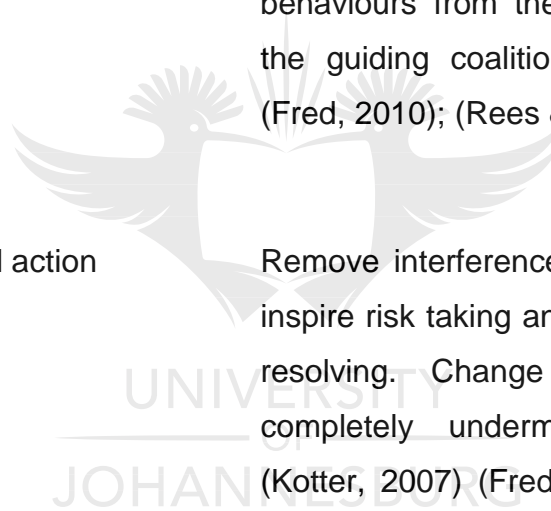 behaviours from the
the guiding coalitio
(Fred, 2010); (Rees
l action
Remove interference
inspire risk taking an
resolving. Change
completely underm
(Kotter, 2007) (Fred
UNIVERSITY
OF
JOHANNESBURG